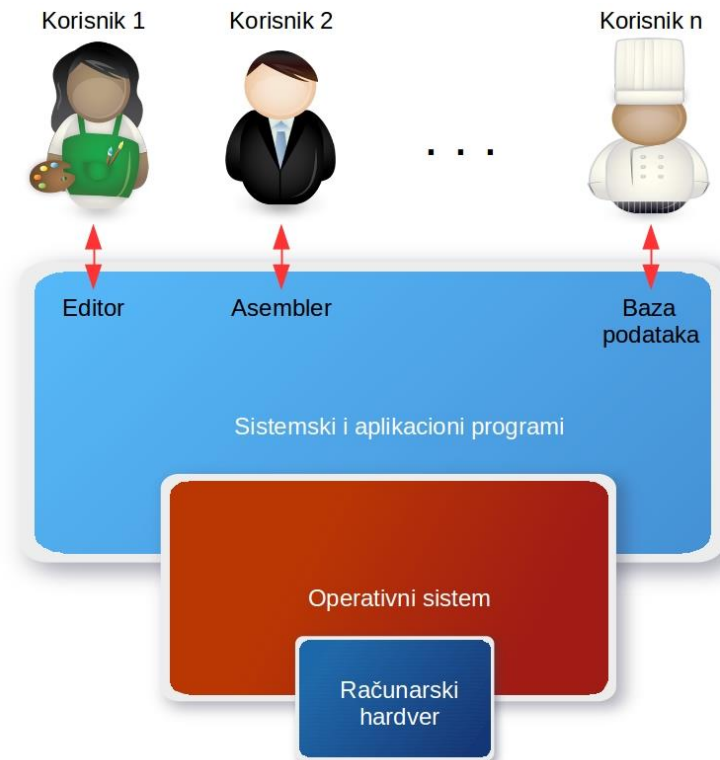 Korisnik 1
Korisnik 2
. . .
Korisnik n
Editor
Asembler
Baza
podataka
Sistemski i aplikacioni programi
Operativni sistem
Računarski
hardver